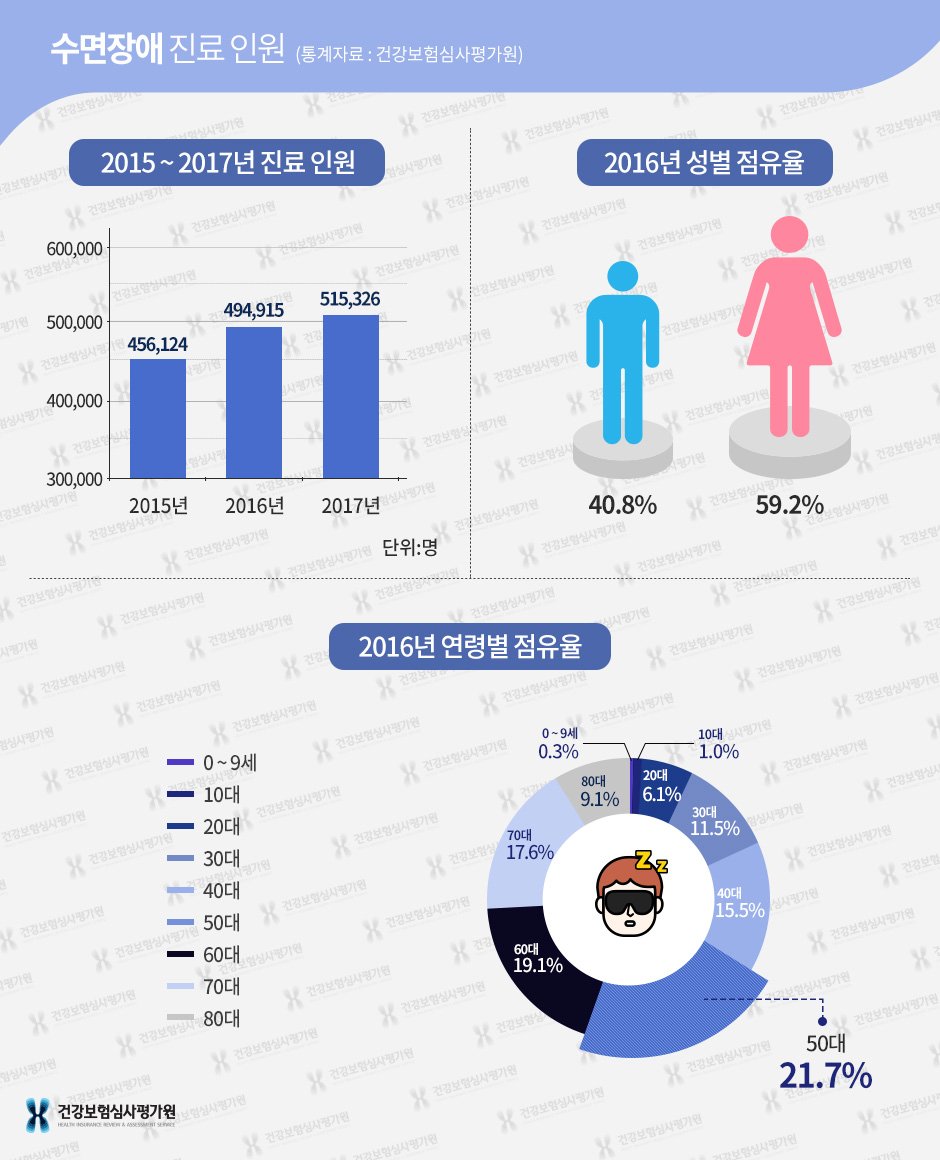 수면장애 진료 인원 (통계자료 : 건강보험심사평가원)
2015 ~ 2017년 진료 인원
600,000
500,000
400,000
300,000
456,124
494,915
515,326
2015년
2016년
2017년
단위:명
2016년 성별 점유율
40.8%
59.2%
2016년 연령별 점유율
0 ~ 9세
10대
20대
30대
40대
50대
60대
70대
80대
0 ~ 9세
0.3%
10대
1.0%
20대
6.1%
30대
11.5%
40대
15.5%
50대
21.7%
60대
19.1%
70대
17.6%
80대
9.1%
z z
건강보험심사평가원
HEALTH INSURANCE REVIEW & ASSESSMENT SERVICE